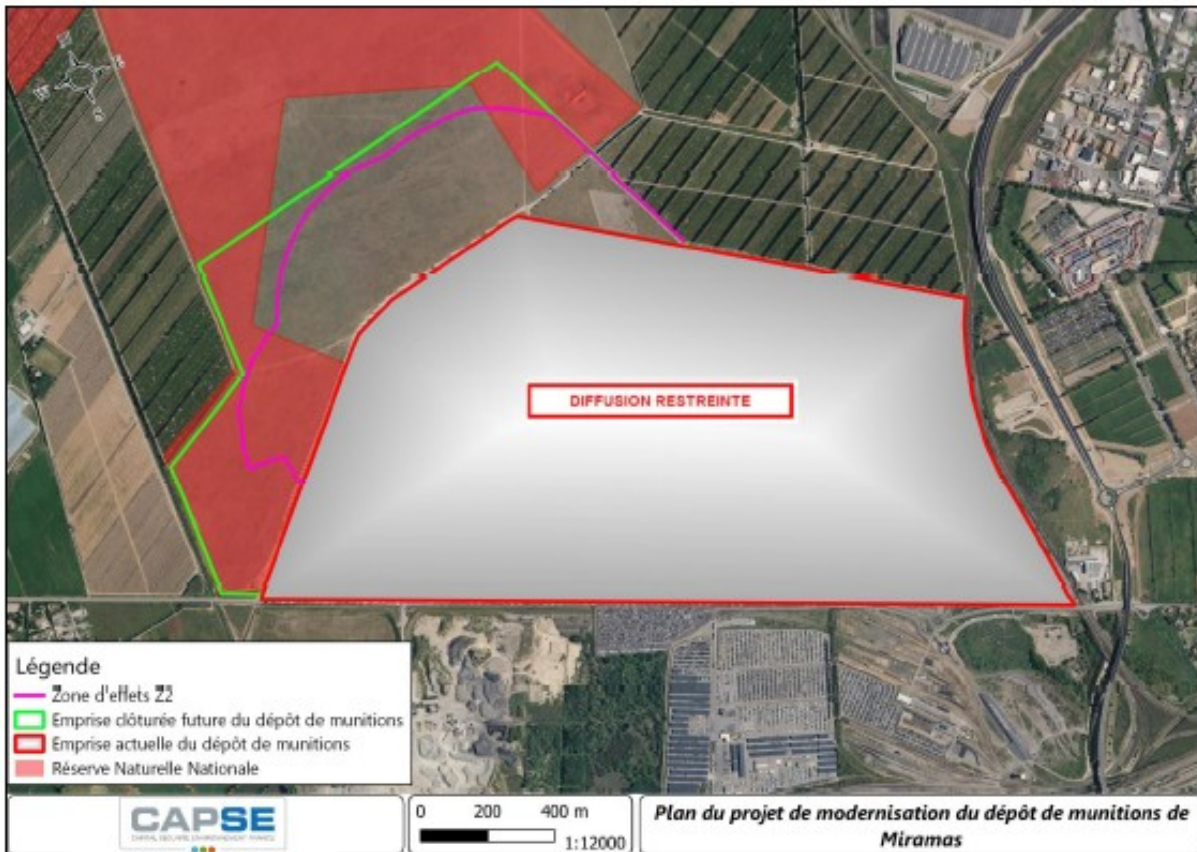 DIFFUSION RESTREINTE
Légende
Zone d'effets Z2
Emprise clôturée future du dépôt de munitions
Emprise actuelle du dépôt de munitions
Réserve Naturelle Nationale
CAPSE
0 200 400 m
1:12000
Plan du projet de modernisation du dépôt de munitions de
Miramas